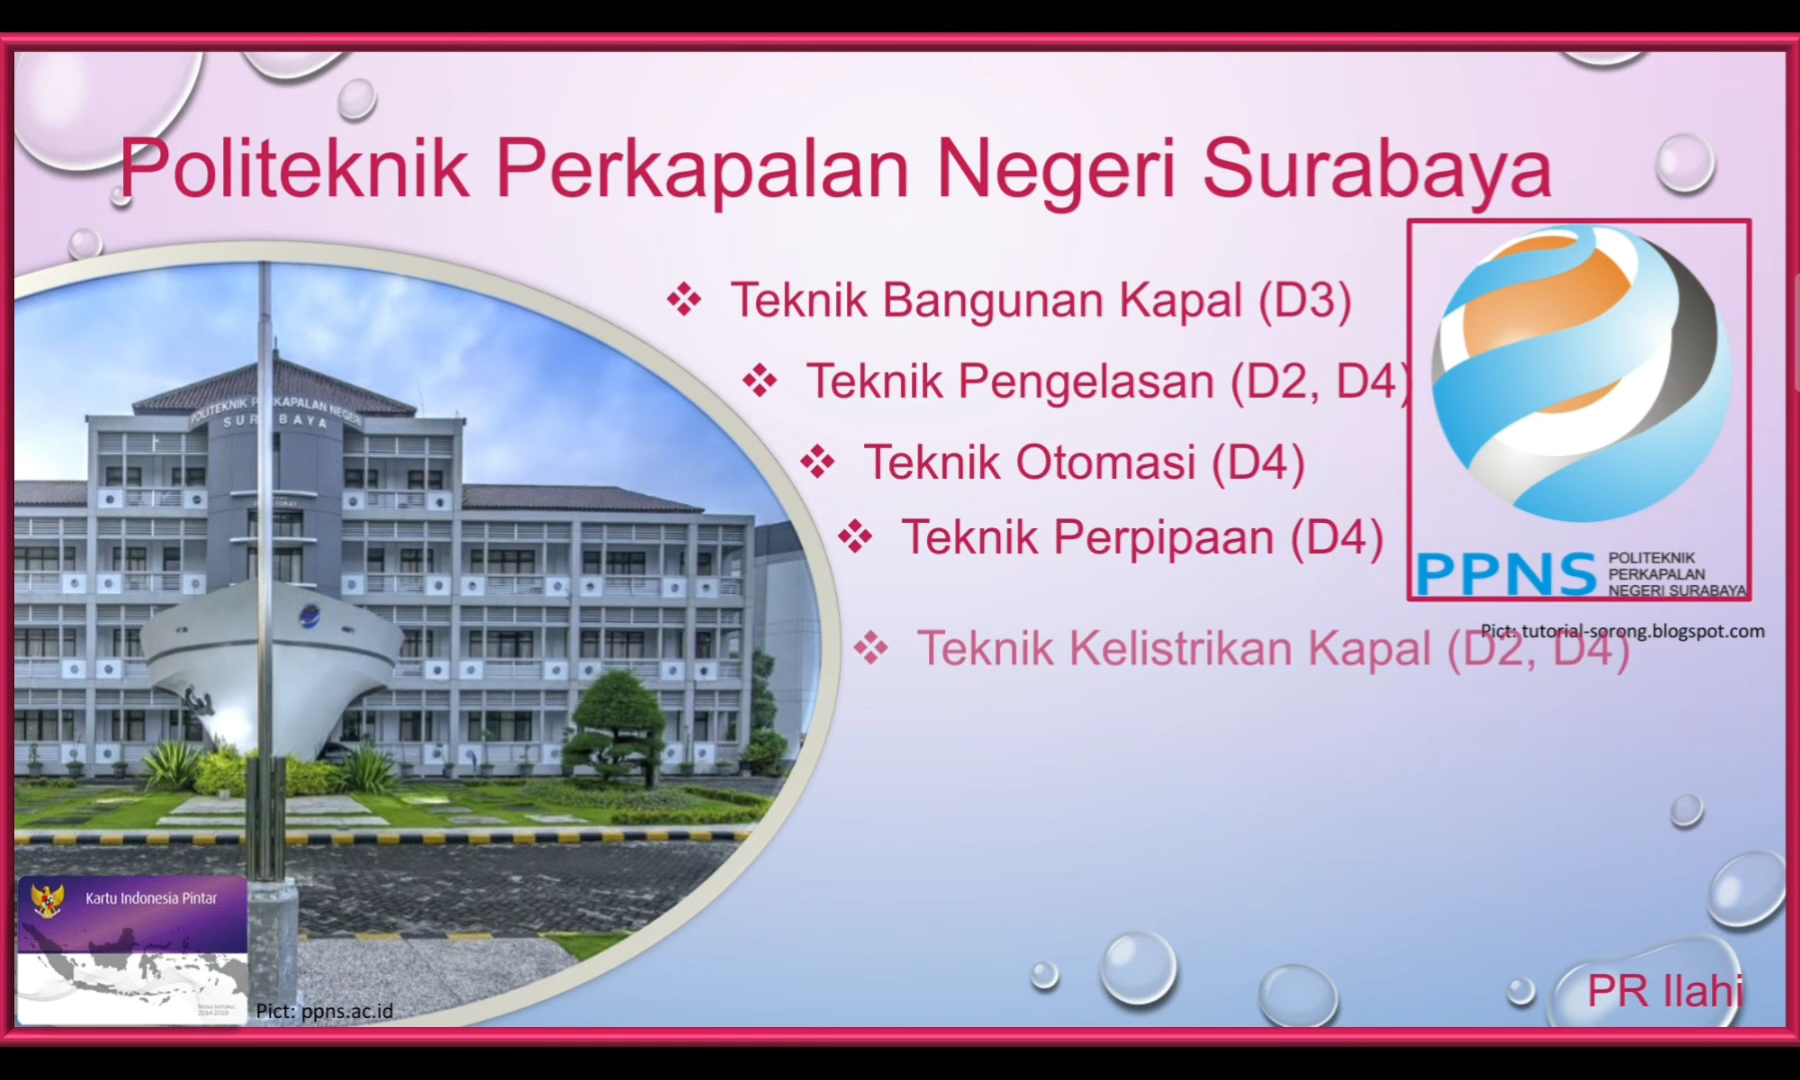 Politeknik Perkapalan Negeri Surabaya
❖ Teknik Bangunan Kapal (D3)
❖ Teknik Pengelasan (D2, D4)
❖ Teknik Otomasi (D4)
❖ Teknik Perpipaan (D4)
❖ Teknik Kelistrikan Kapal (D2, D4)
PPNS
POLITEKNIK
PERKAPALAN
NEGERI SURABAYA
Pict: tutorial-sorong.blogspot.com
POLITEKNIK PERKAPALAN NEGERI
SURABAYA
Kartu Indonesia Pintar
Pict: ppns.ac.id
PR Ilahi